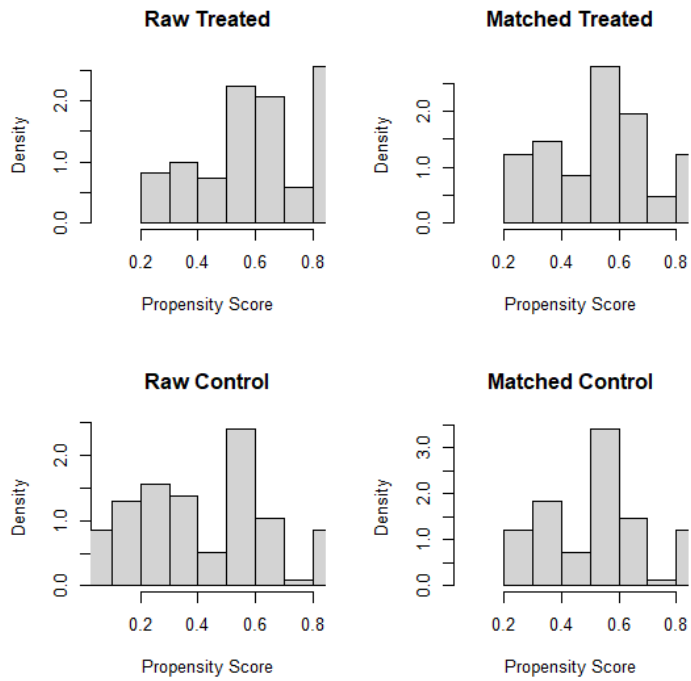 Raw Treated
Density
0.0 1.0 2.0
0.2 0.4 0.6 0.8
Propensity Score
Matched Treated
Density
0.0 1.0 2.0
0.2 0.4 0.6 0.8
Propensity Score
Raw Control
Density
0.0 1.0 2.0
0.2 0.4 0.6 0.8
Propensity Score
Matched Control
Density
0.0 1.0 2.0 3.0
0.2 0.4 0.6 0.8
Propensity Score